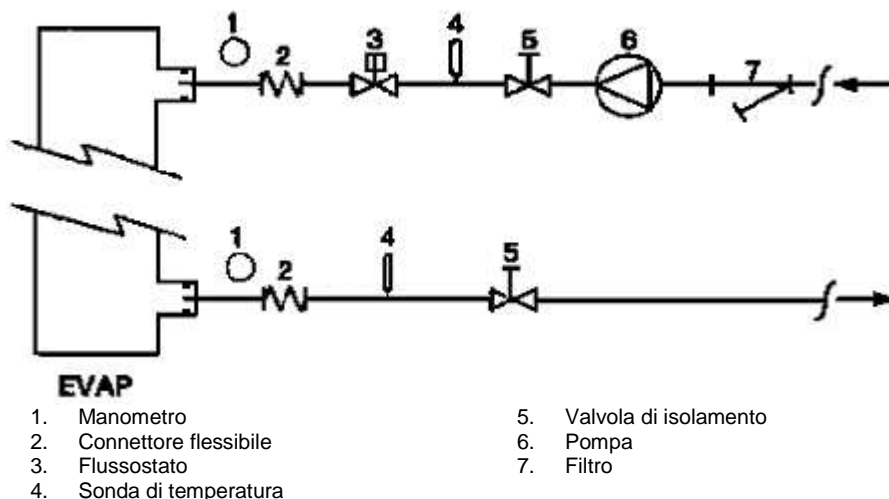 1 2 3 4 5 6 7
1 2 4 5
EVAP
1. Manometro
2. Connettore flessibile
3. Flussostato
4. Sonda di temperatura
5. Valvola di isolamento
6. Pompa
7. Filtro